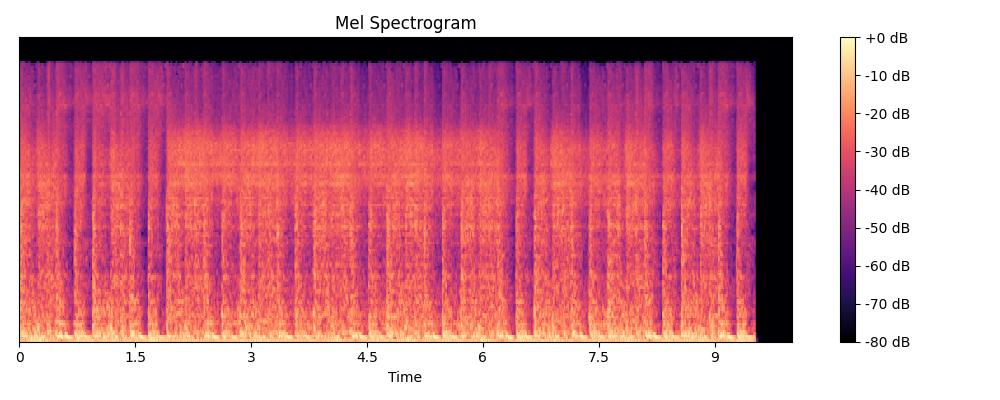 Mel Spectrogram
+0 dB
-10 dB
-20 dB
-30 dB
-40 dB
-50 dB
-60 dB
-70 dB
-80 dB
0
1.5
3
4.5
6
7.5
9
Time